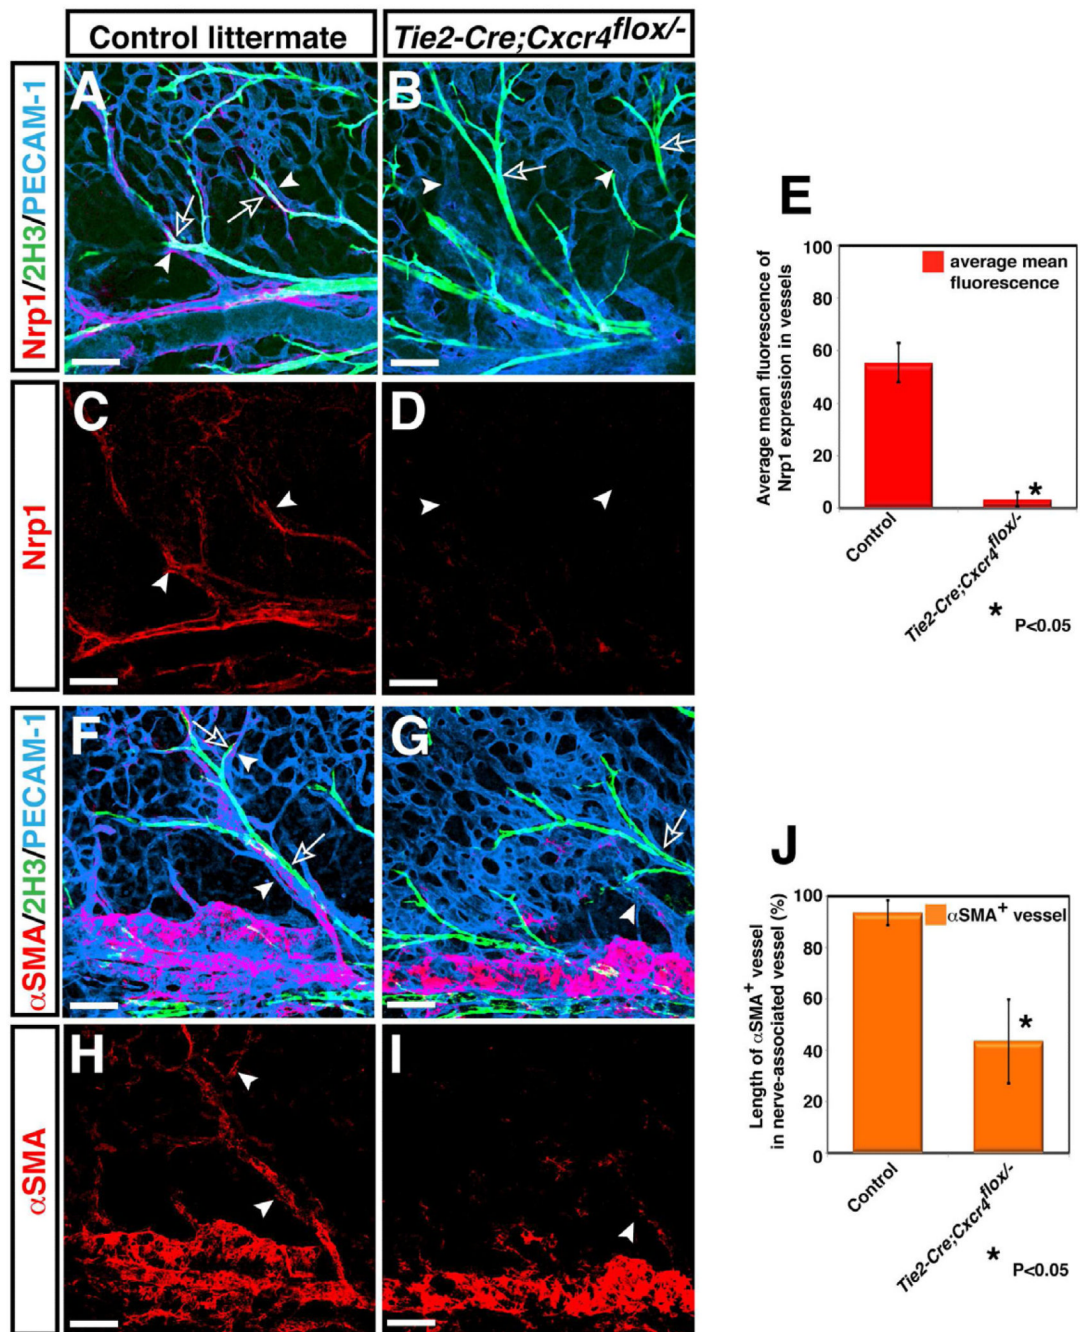 Control littermate
Tie2-Cre;Cxcr4flox/-
Nrp1/2H3/PECAM-1
A
B
Nrp1
C
D
E
Average mean fluorescence of
Nrp1 expression in vessels
100
80
60
40
20
0
average mean
fluorescence
*
Control
Tie2-Cre;Cxcr4flox/-
* P<0.05
αSMA/2H3/PECAM-1
F
G
αSMA
H
I
J
Length of αSMA+ vessel
in nerve-associated vessel (%)
100
80
60
40
20
0
αSMA+ vessel
*
Control
Tie2-Cre;Cxcr4flox/-
* P<0.05